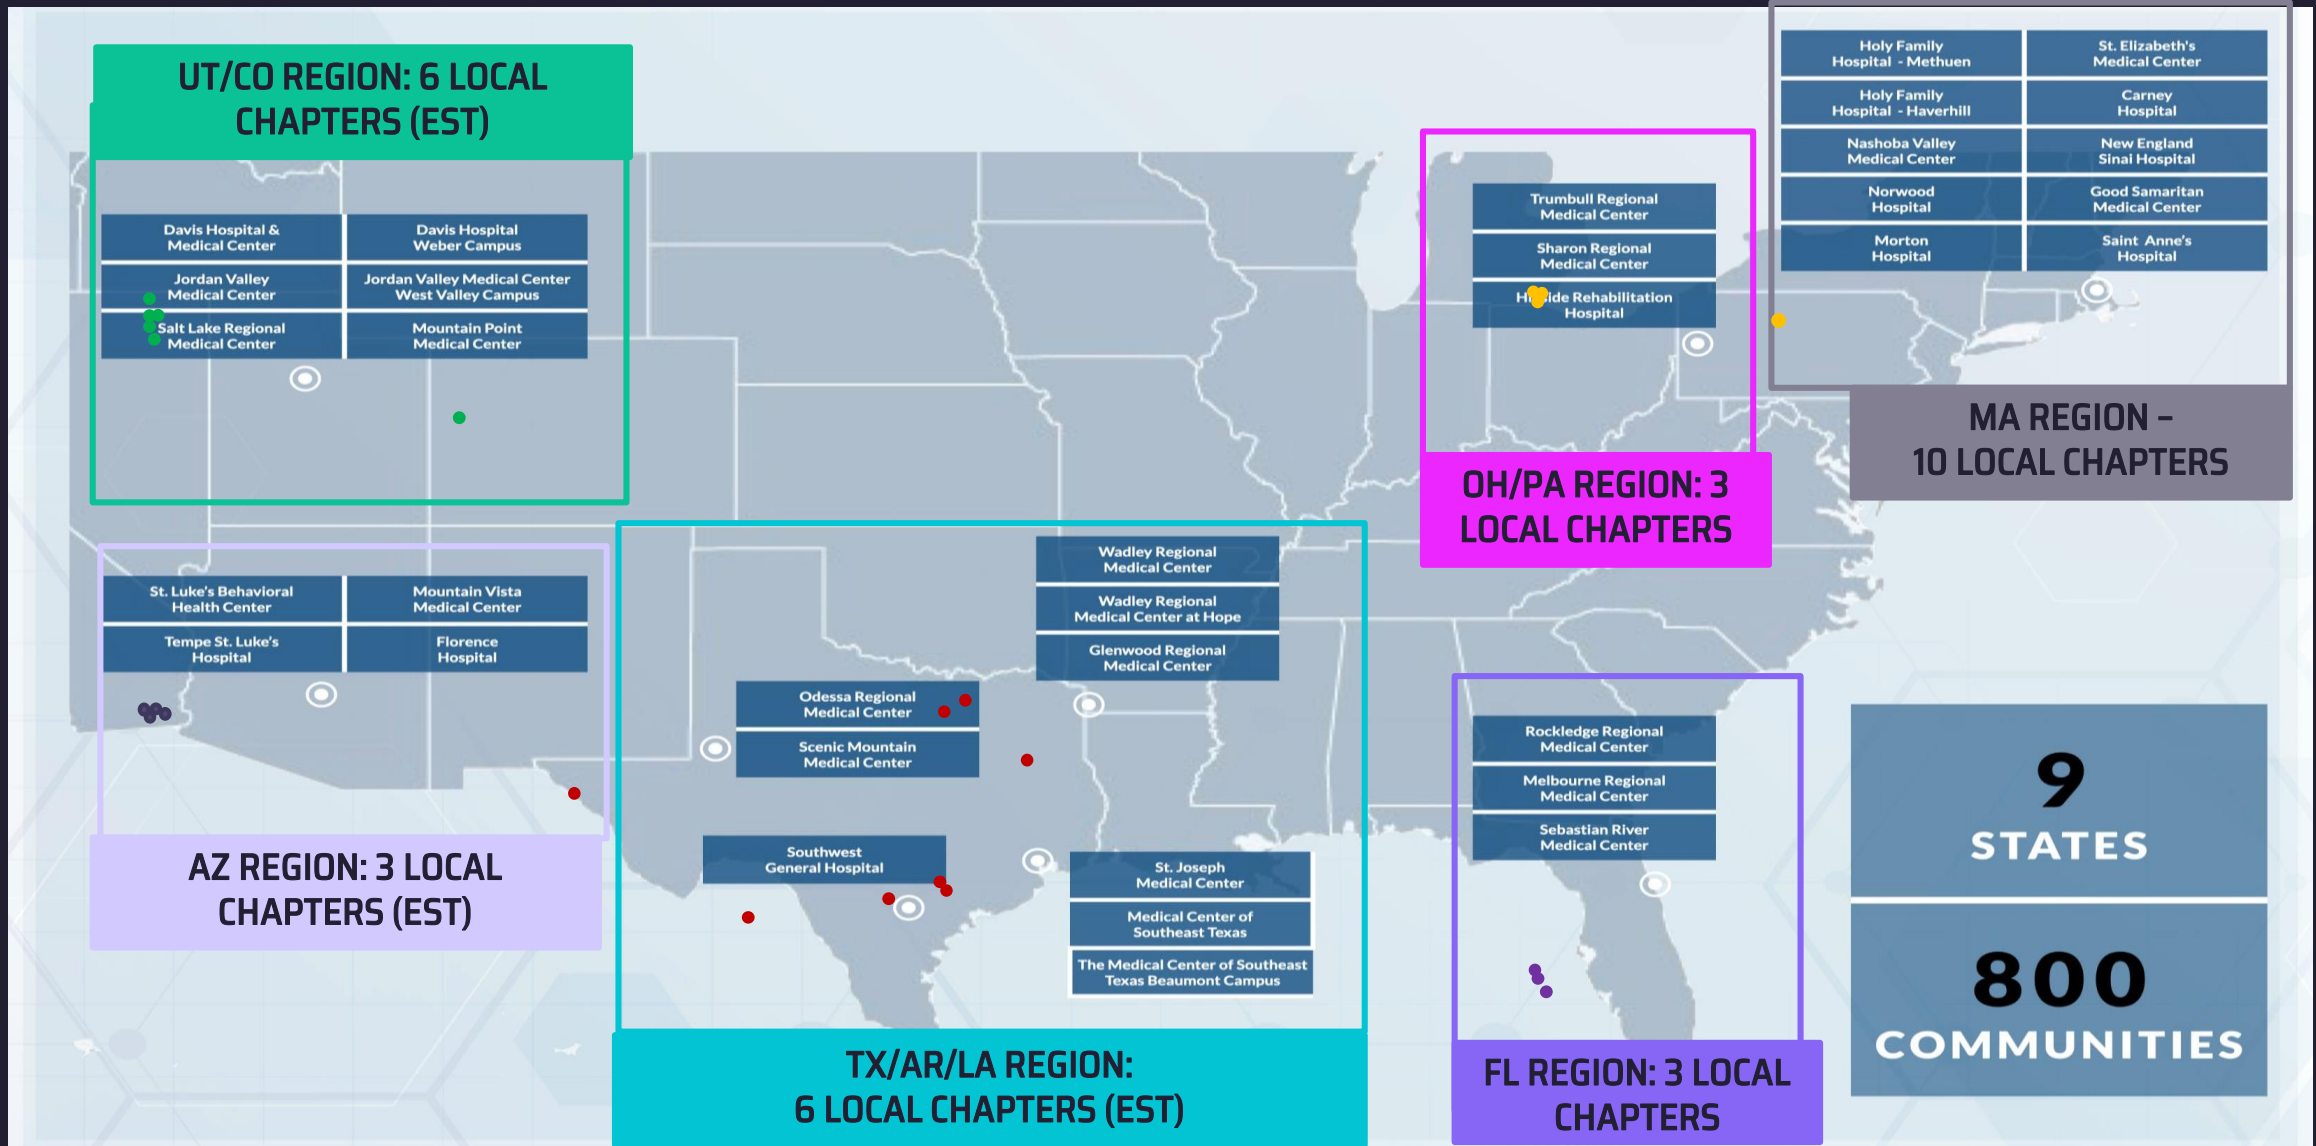 UT/CO REGION: 6 LOCAL
CHAPTERS (EST)
Davis Hospital &
Medical Center
Davis Hospital
Weber Campus
Jordan Valley
Medical Center
Jordan Valley Medical Center
West Valley Campus
Salt Lake Regional
Medical Center
Mountain Point
Medical Center
Trumbull Regional
Medical Center
Sharon Regional
Medical Center
Rehabilitation
Hospital
OH/PA REGION: 3
LOCAL CHAPTERS
Holy Family
Hospital - Methuen
St. Elizabeth's
Medical Center
Holy Family
Hospital - Haverhill
Carney
Hospital
Nashoba Valley
Medical Center
New England
Sinai Hospital
Norwood
Hospital
Good Samaritan
Medical Center
Morton
Hospital
Saint Anne's
Hospital
MA REGION –
10 LOCAL CHAPTERS
St. Luke's Behavioral
Health Center
Mountain Vista
Medical Center
Tempe St. Luke's
Hospital
Florence
Hospital
AZ REGION: 3 LOCAL
CHAPTERS (EST)
Wadley Regional
Medical Center
Wadley Regional
Medical Center at Hope
Glenwood Regional
Medical Center
Odessa Regional
Medical Center
Scenic Mountain
Medical Center
Southwest
General Hospital
St. Joseph
Medical Center
Medical Center of
Southeast Texas
The Medical Center of Southeast
Texas Beaumont Campus
TX/AR/LA REGION:
6 LOCAL CHAPTERS (EST)
Rockledge Regional
Medical Center
Melbourne Regional
Medical Center
Sebastian River
Medical Center
FL REGION: 3 LOCAL
CHAPTERS
9
STATES
800
COMMUNITIES